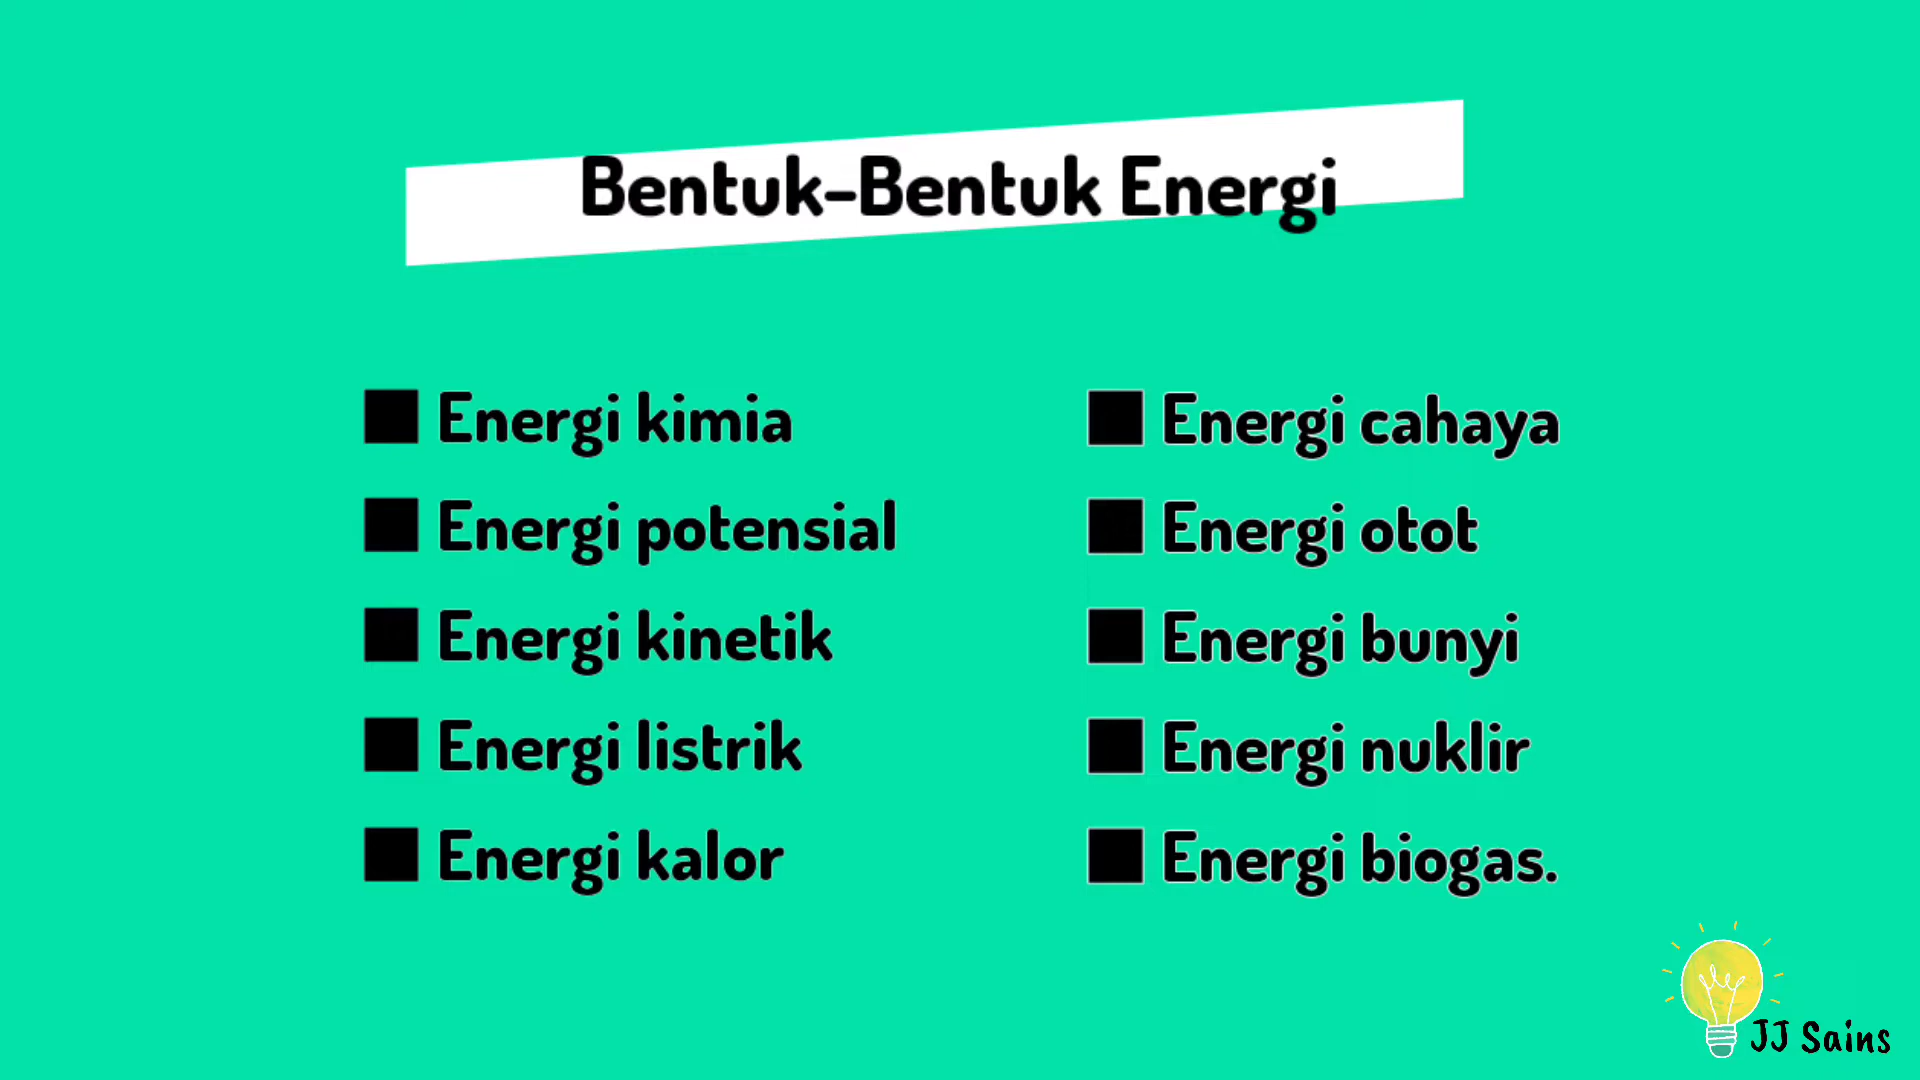 Bentuk-Bentuk Energi
Energi kimia
Energi potensial
Energi kinetik
Energi listrik
Energi kalor
Energi cahaya
Energi otot
Energi bunyi
Energi nuklir
Energi biogas.
JJ Sains